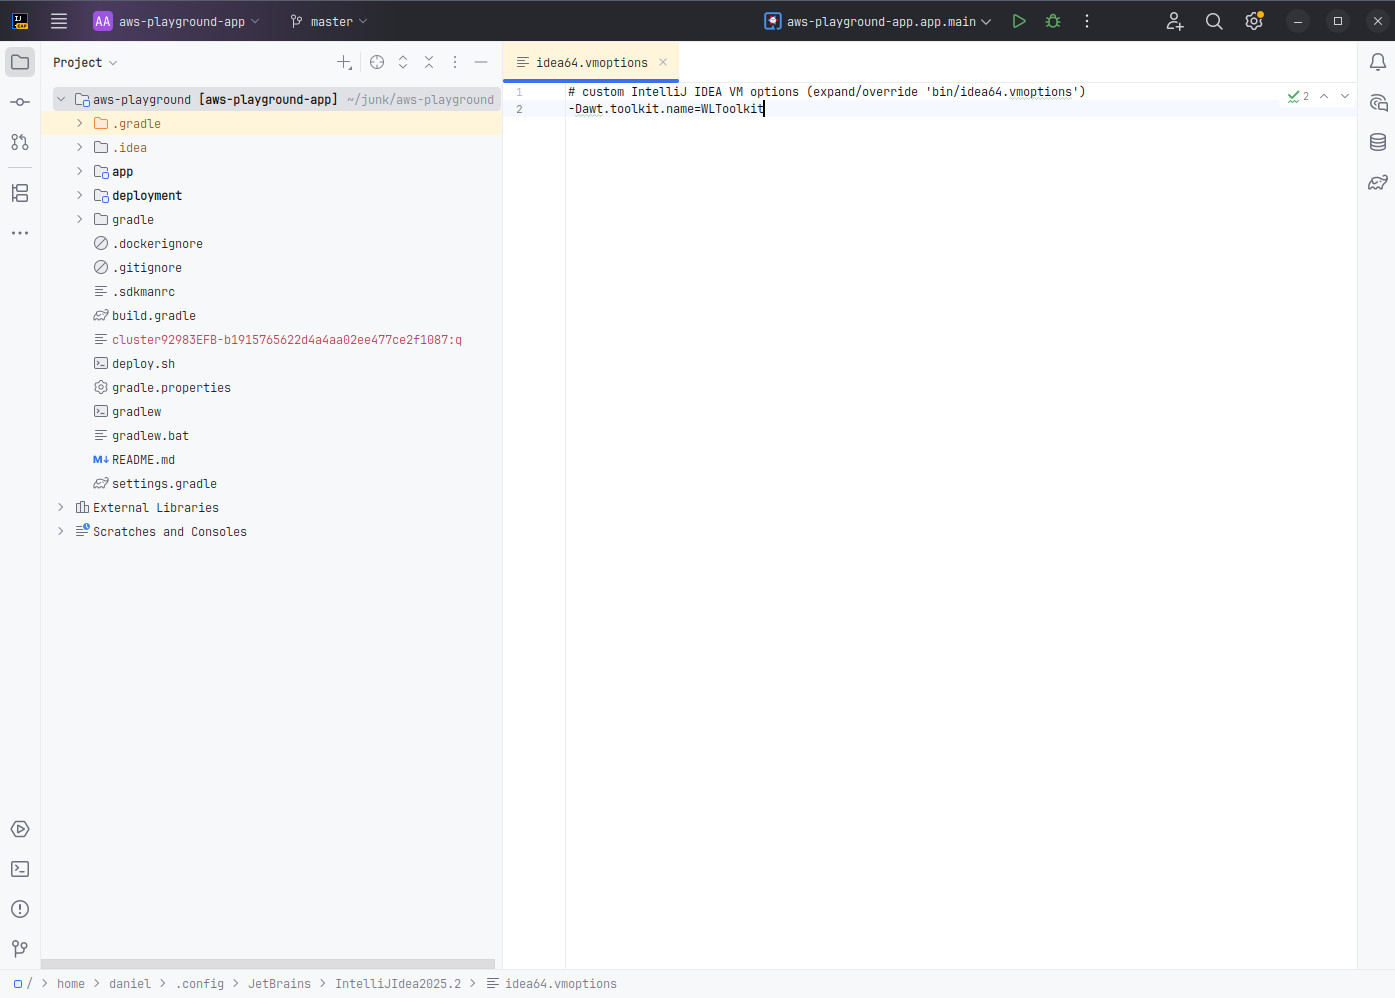 AA aws-playground-app master aws-playground-app.app.main
Project
idea64.vmoptions
aws-playground [aws-playground-app] ~/junk/aws-playground
.gradle
.idea
app
deployment
gradle
.dockerignore
.gitignore
.sdkmanrc
build.gradle
cluster92983EFB-b1915765622d4a4aa02ee477ce2f1087:q
deploy.sh
gradle.properties
gradlew
gradlew.bat
M↓ README.md
settings.gradle
External Libraries
Scratches and Consoles
1 # custom IntelliJ IDEA VM options (expand/override 'bin/idea64.vmoptions')
2 -Dawt.toolkit.name=WLToolkit
2
/ > home > daniel > .config > JetBrains > IntelliJIdea2025.2 > idea64.vmoptions